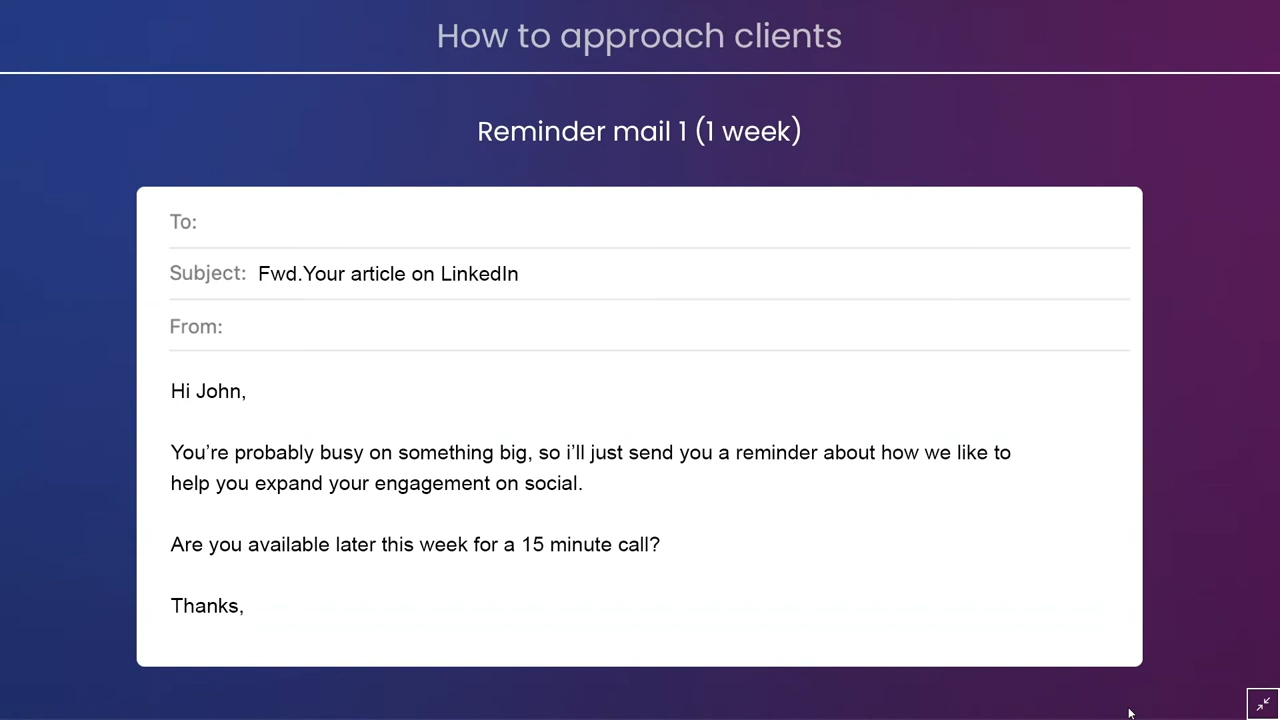 How to approach clients
Reminder mail 1 (1 week)
To:
Subject: Fwd.Your article on LinkedIn
From:
Hi John,
You’re probably busy on something big, so i’ll just send you a reminder about how we like to
help you expand your engagement on social.
Are you available later this week for a 15 minute call?
Thanks,